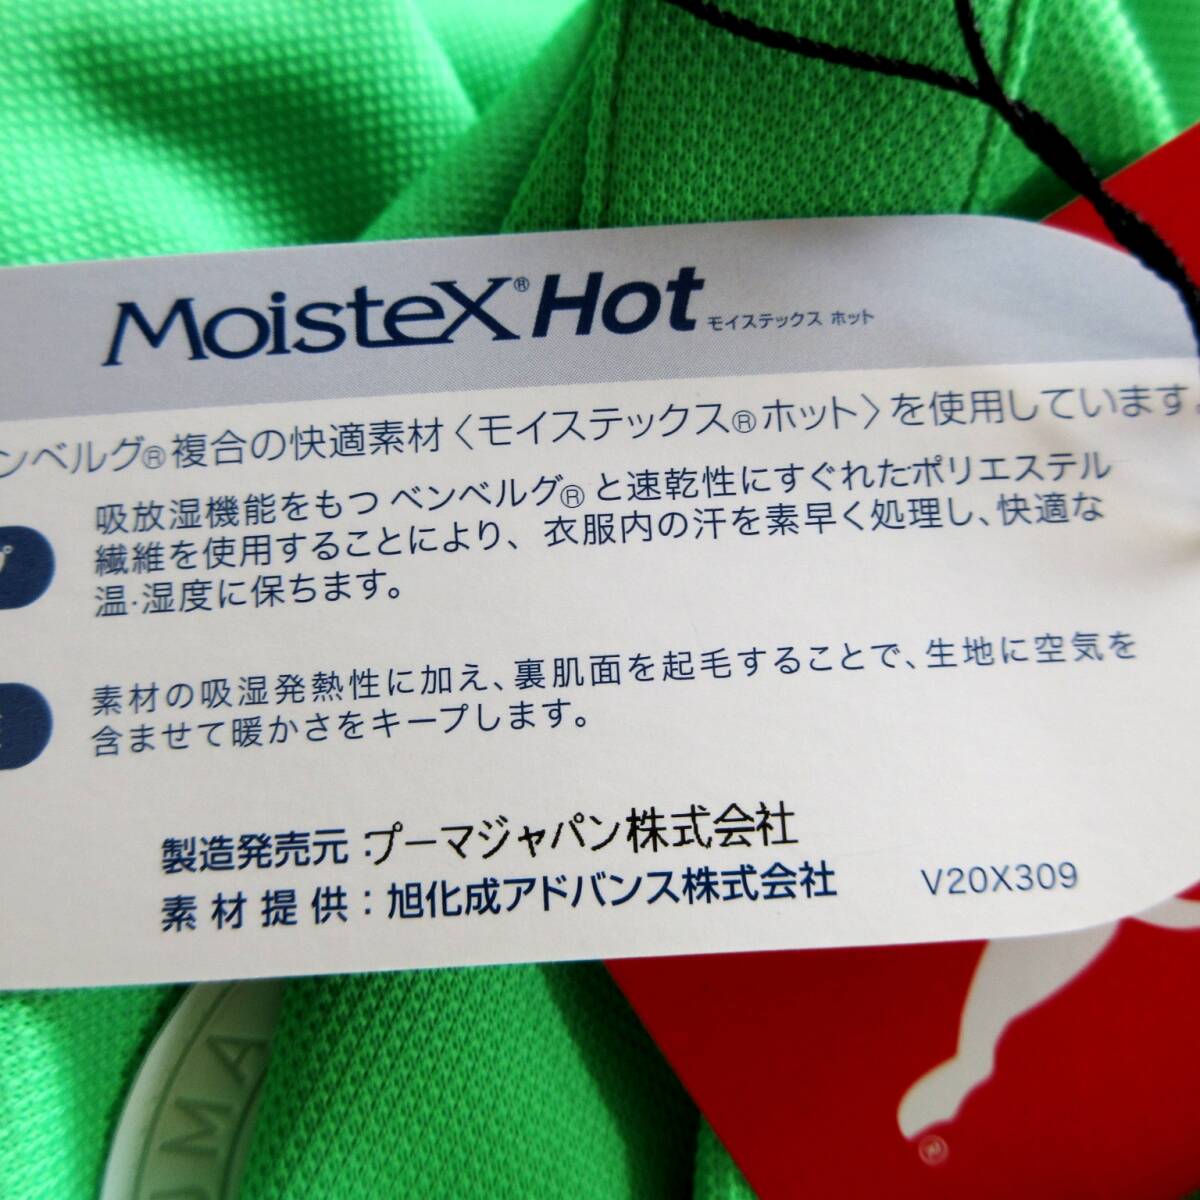 MoisteX® Hot モイステックス ホット
ンベルグ®複合の快適素材〈モイステックス®ホット〉を使用しています。
吸放湿機能をもつ ベンベルグ® と速乾性にすぐれたポリエステル
繊維を使用することにより、衣服内の汗を素早く処理し、快適な
温・湿度に保ちます。
プ
素材の吸湿発熱性に加え、裏肌面を起毛することで、生地に空気を
含ませて暖かさをキープします。
製造発売元:プーマジャパン株式会社
素材提供:旭化成アドバンス株式会社
V20X309
UMA
®